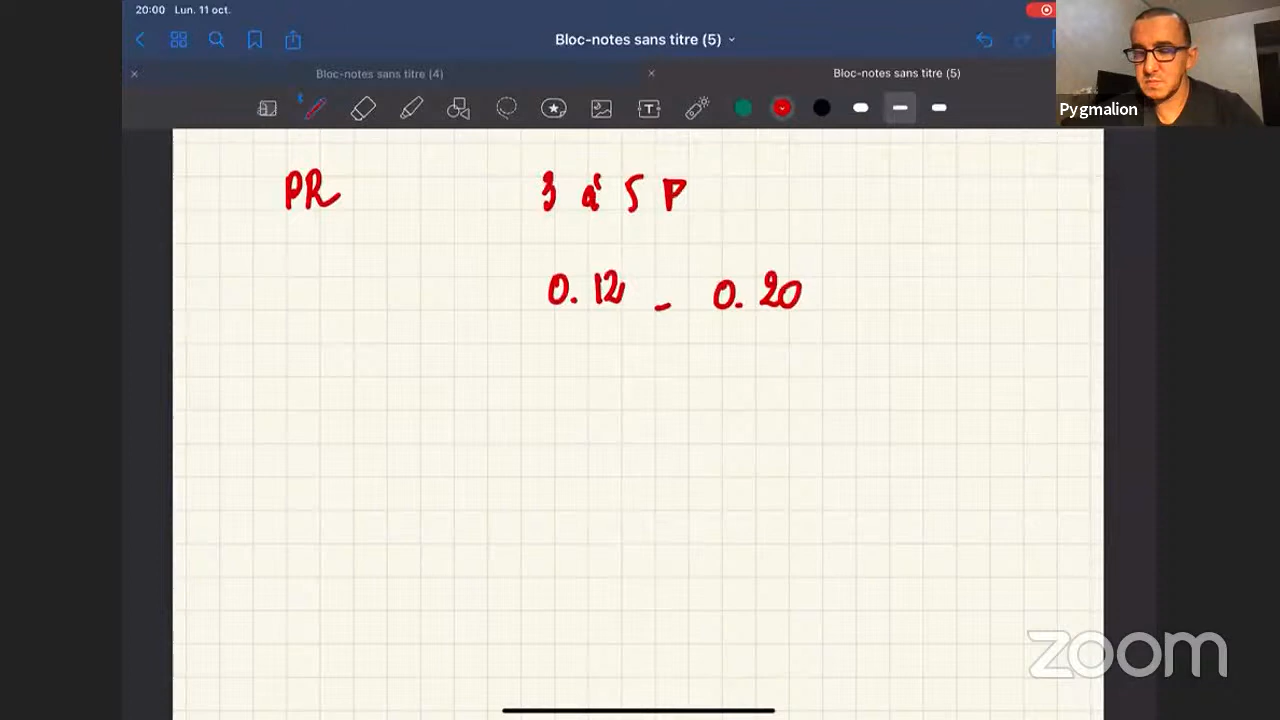 20:00 Lun. 11 oct.
Bloc-notes sans titre (5)
Bloc-notes sans titre (4)
Bloc-notes sans titre (5)
Pygmalion
PR 3 à 5 P
0.12 - 0.20
zoom